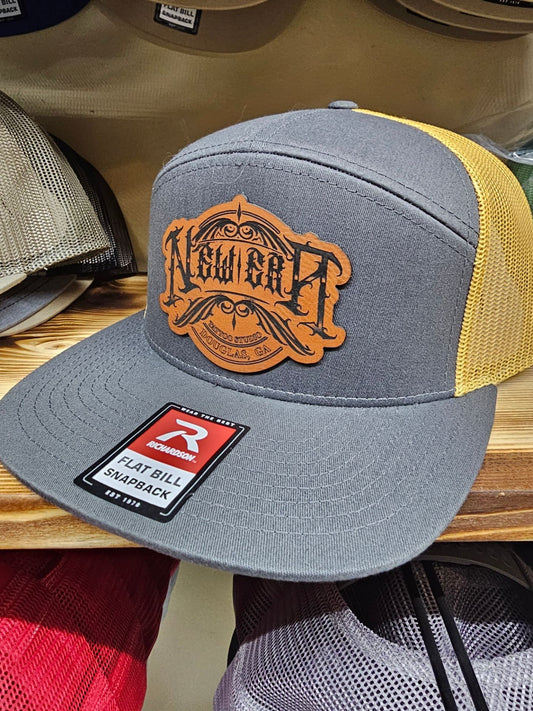 FLAT BILL
SNAPBACK
NEW ERA
TATTOO STUDIO
DOUGLAS, GA
WEAR THE BEST
R
RICHARDSON
FLAT BILL
SNAPBACK
EST 1970